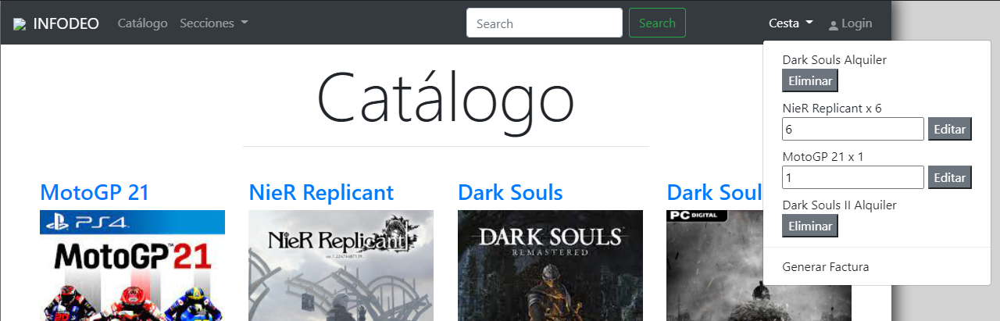 INFODEO Catálogo Secciones Search Search Cesta Login
Dark Souls Alquiler
Eliminar
NieR Replicant x 6
6 Editar
MotoGP 21 x 1
1 Editar
Dark Souls II Alquiler
Eliminar
Generar Factura
Catálogo
MotoGP 21 NieR Replicant Dark Souls Dark Soul
PS4
MotoGP™21
NieR Replicant
DARK SOULS
REMASTERED
PC DIGITAL